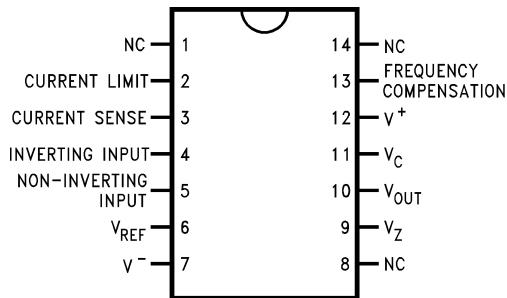 NC 1 14 NC
CURRENT LIMIT 2 13 FREQUENCY COMPENSATION
CURRENT SENSE 3 12 V+
INVERTING INPUT 4 11 VC
NON-INVERTING INPUT 5 10 VOUT
VREF 6 9 VZ
V- 7 8 NC